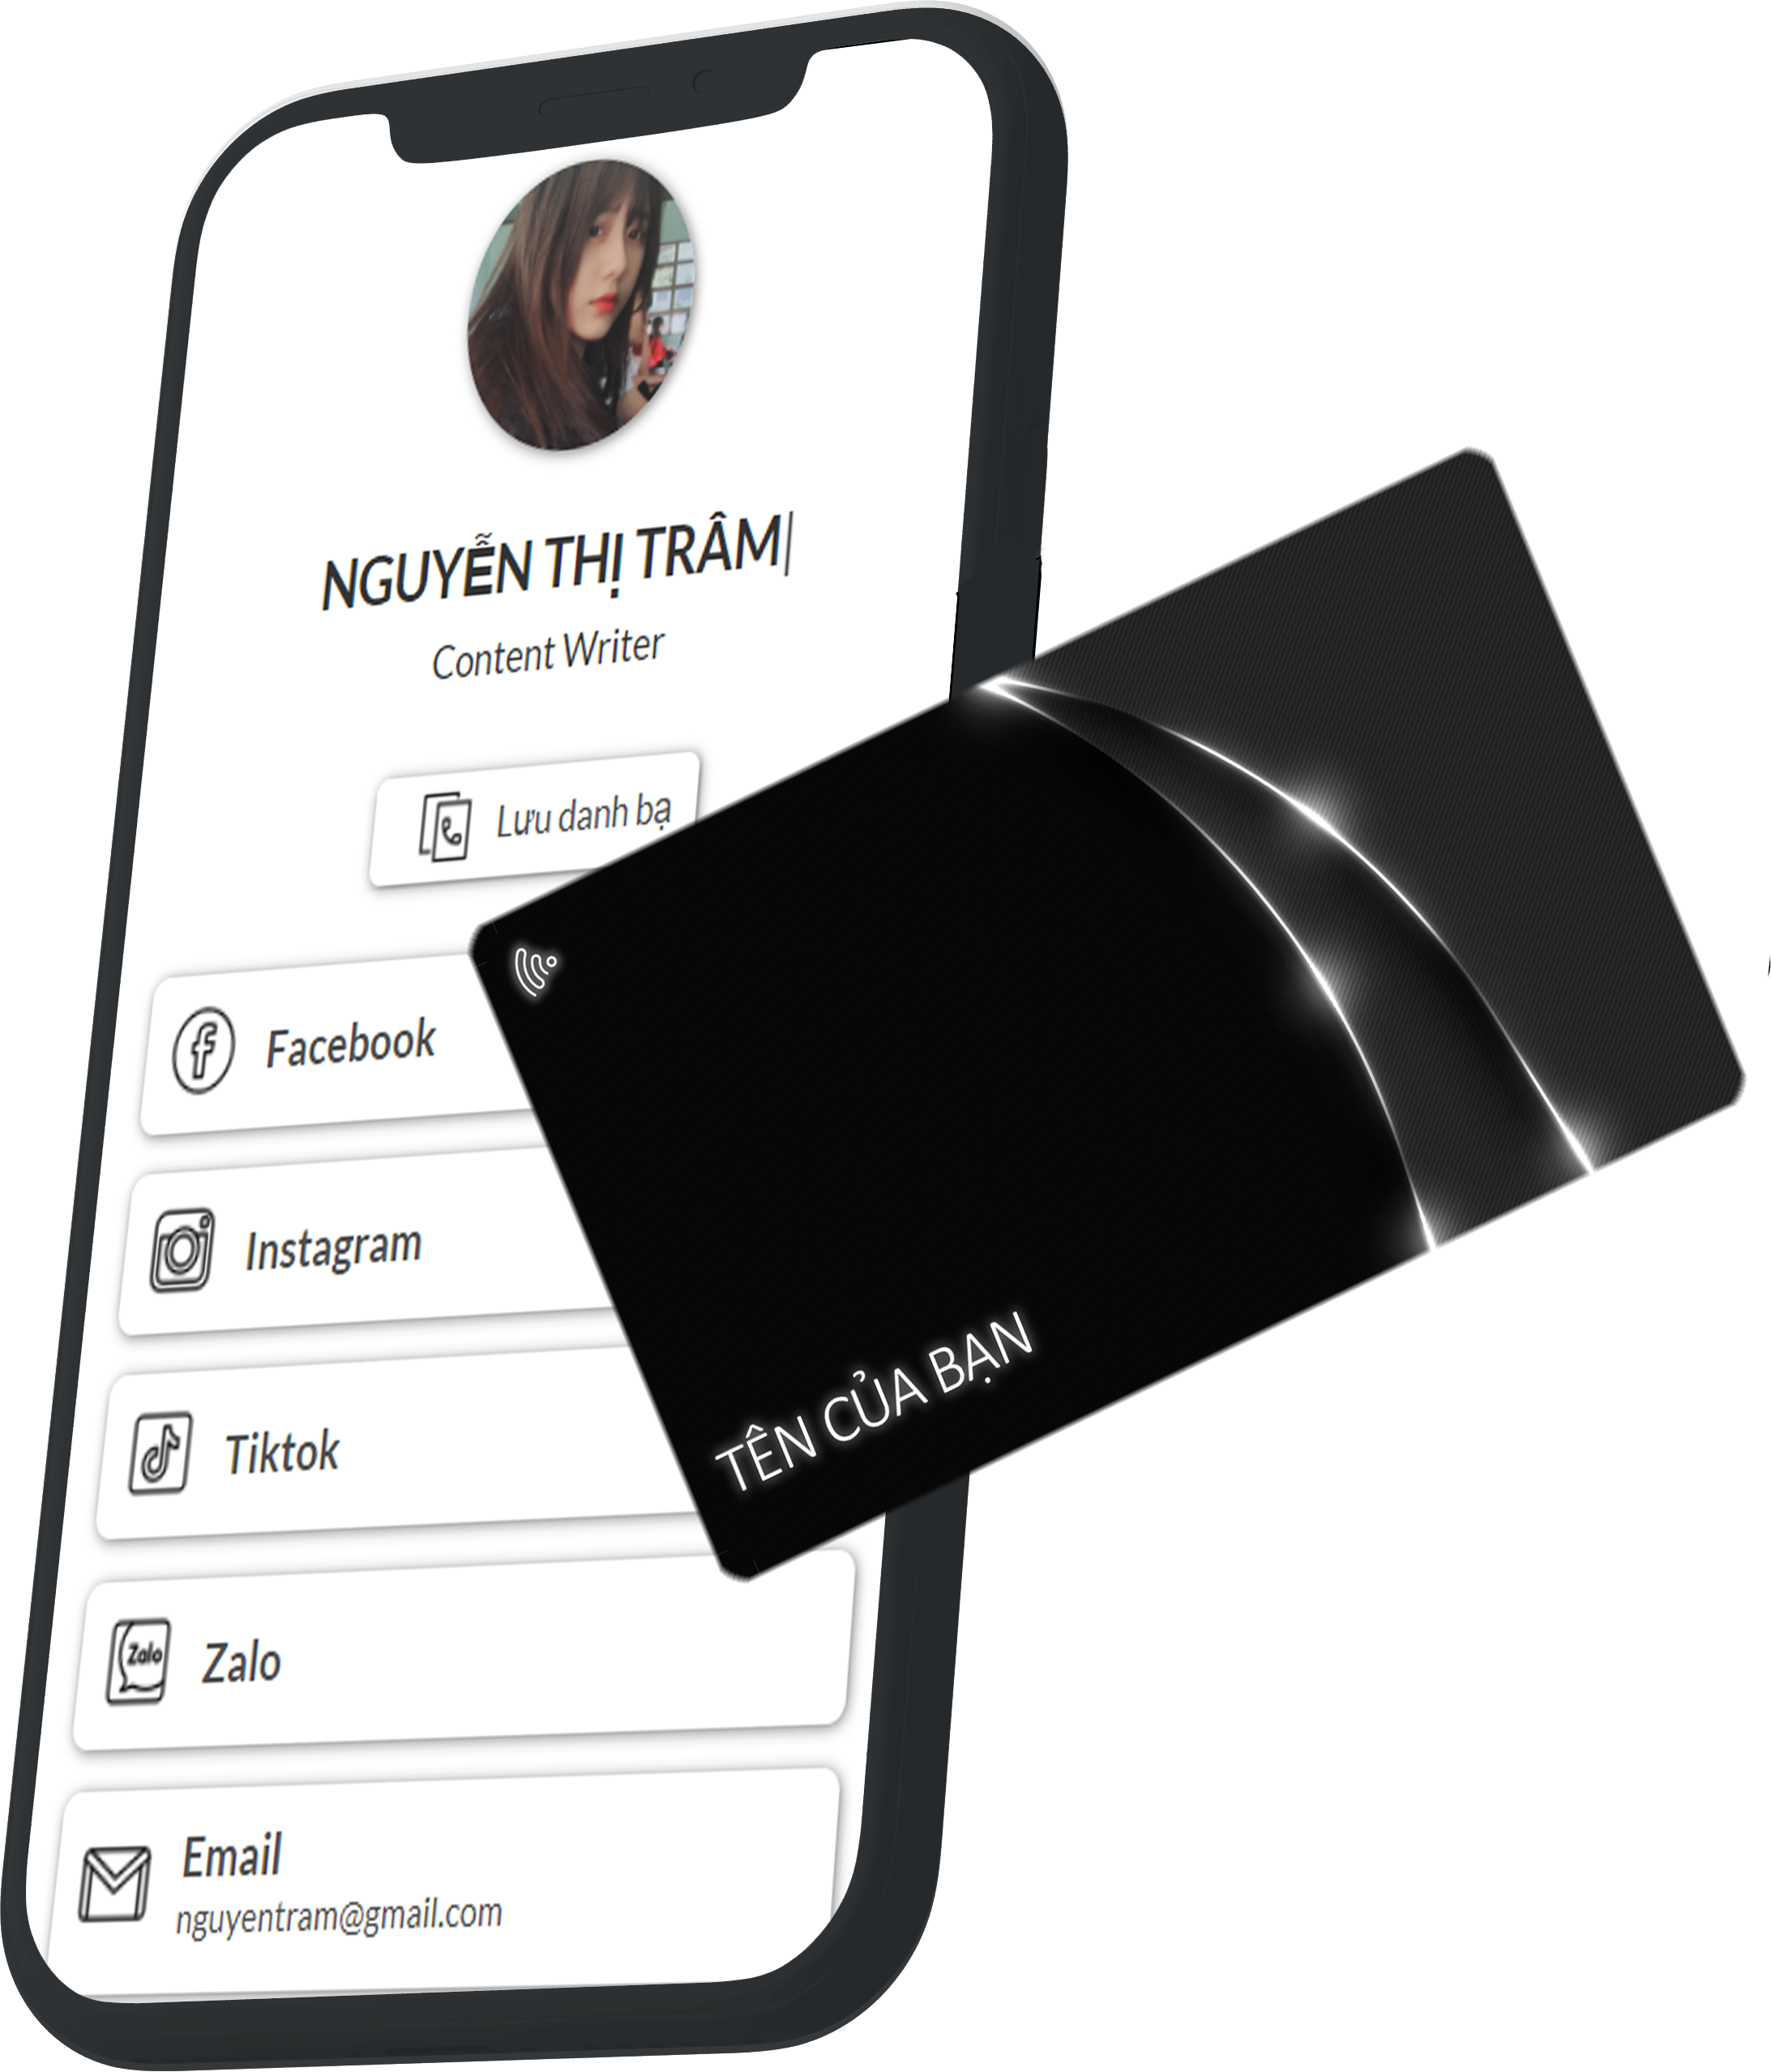 NGUYỄN THỊ TRÂM
Content Writer
Lưu danh bạ
Facebook
Instagram
Tiktok
Zalo
Zalo
Email
nguyentram@gmail.com
TÊN CỦA BẠN